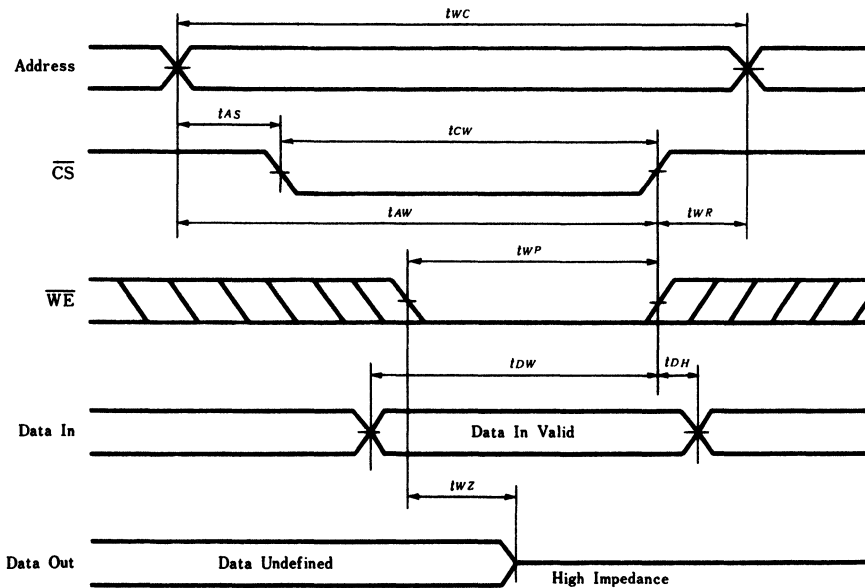 tWC
Address
tAS
tCW
CS
tAW
tWR
tWP
WE
tDW
tDH
Data In
Data In Valid
tWZ
Data Out
Data Undefined
High Impedance